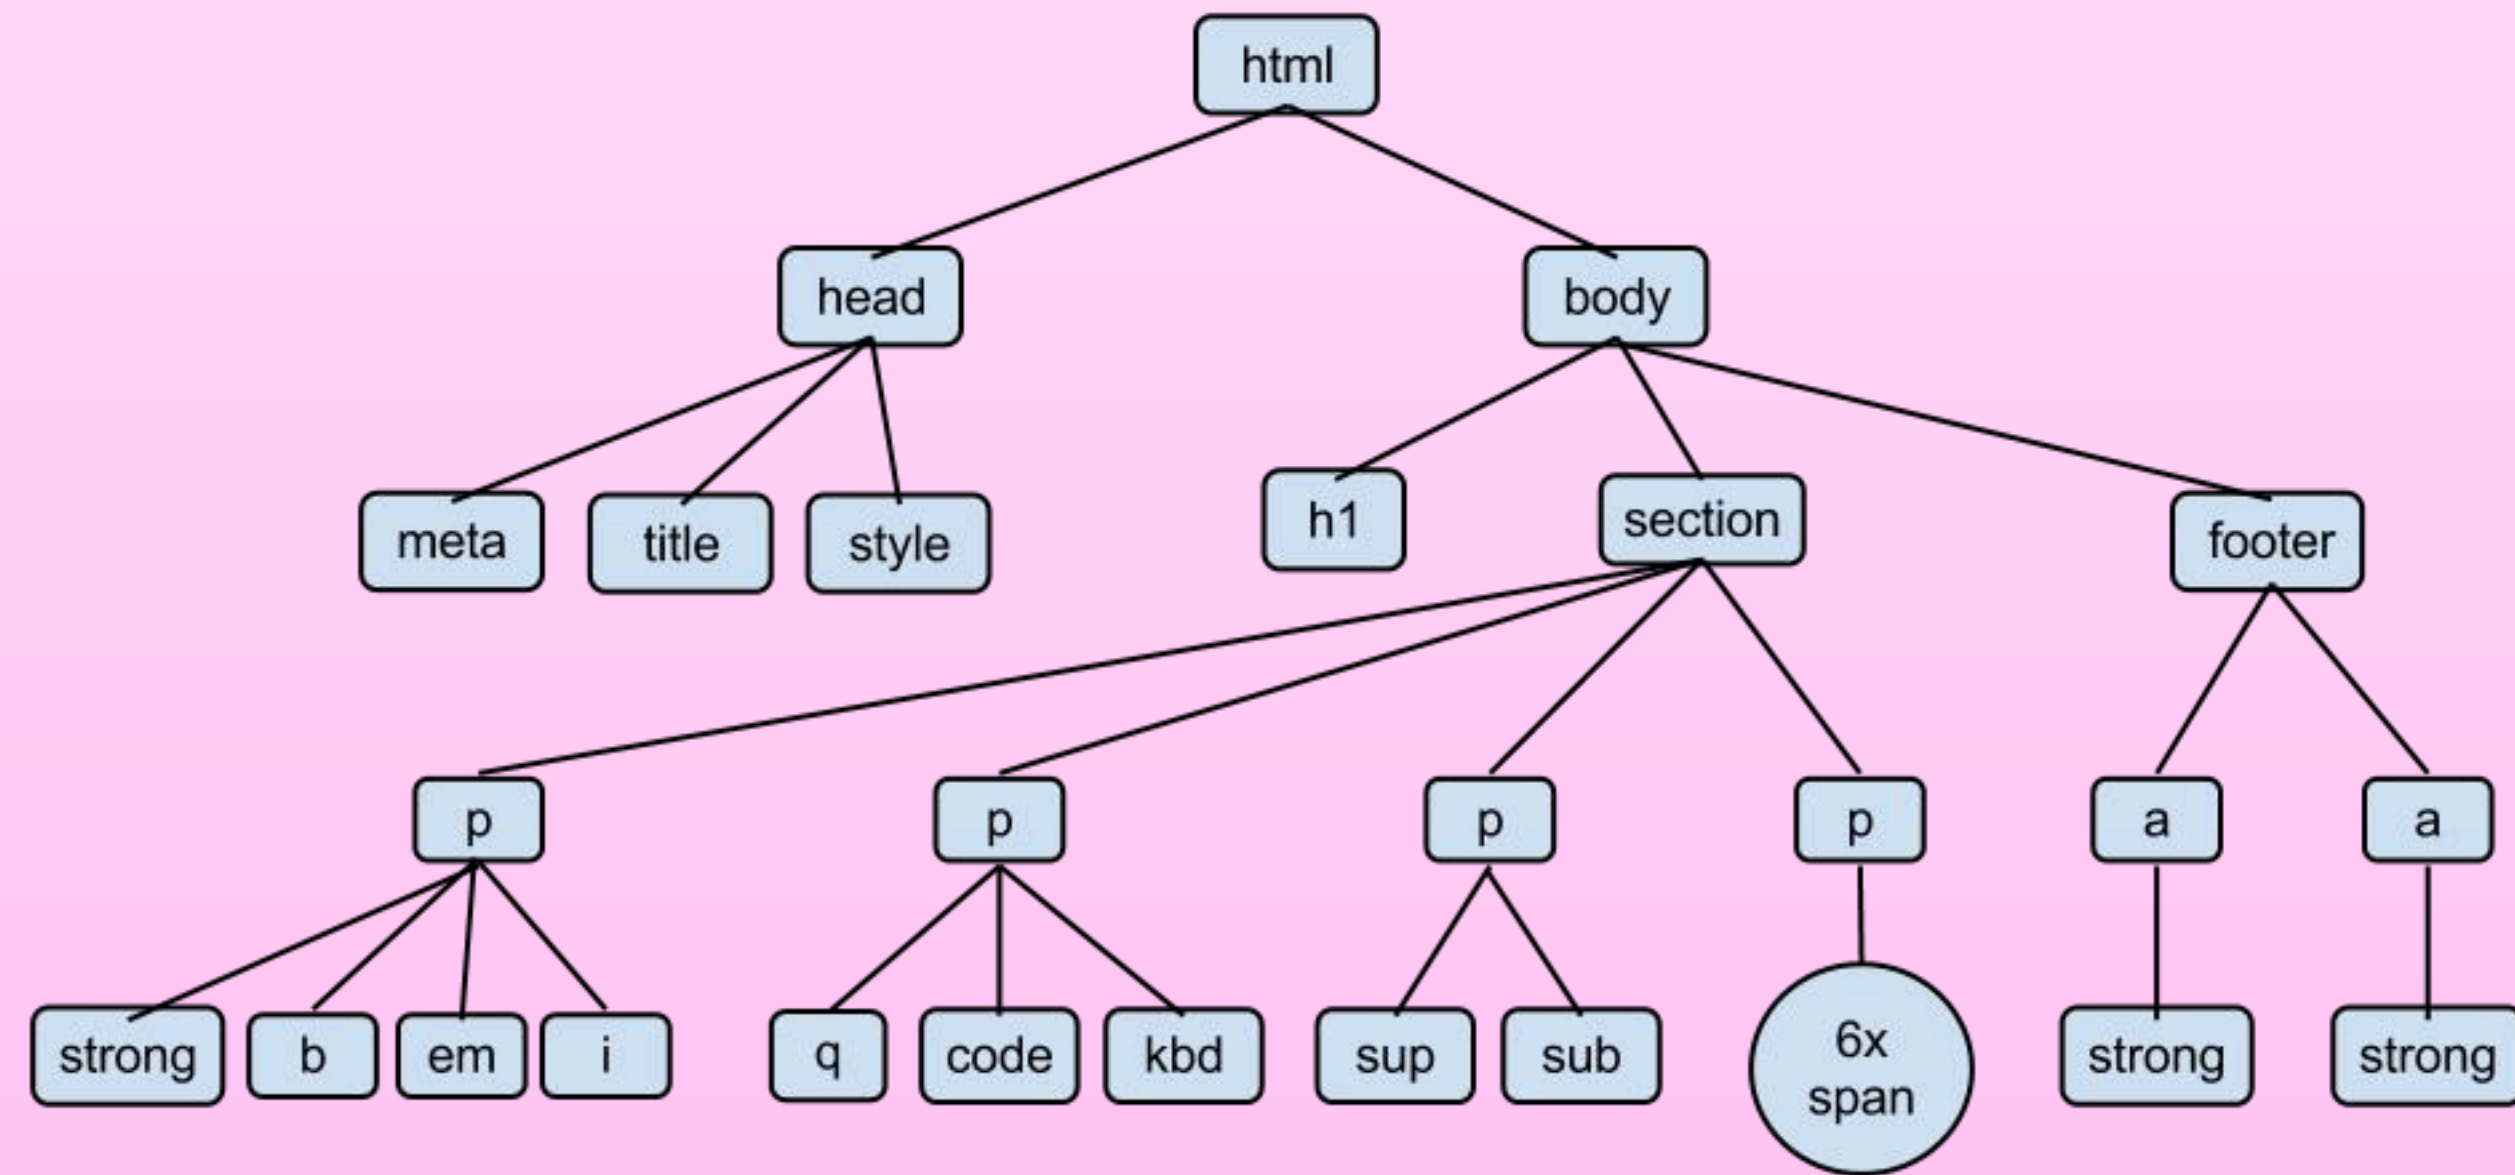 html
head
body
meta
title
style
h1
section
footer
p
p
p
p
a
a
strong
b
em
i
q
code
kbd
sup
sub
6x
span
strong
strong